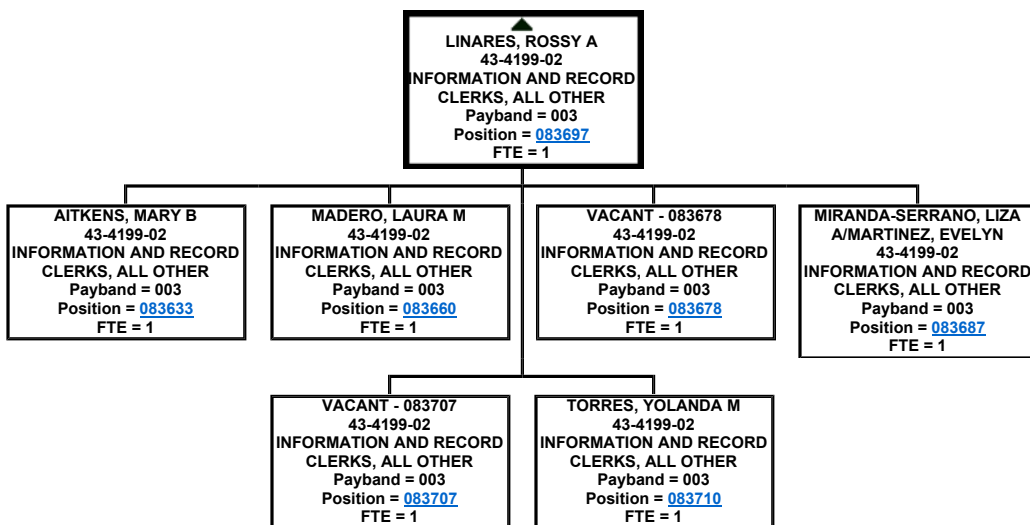 LINARES, ROSSY A
43-4199-02
INFORMATION AND RECORD
CLERKS, ALL OTHER
Payband = 003
Position = 083697
FTE = 1
AITKENS, MARY B
43-4199-02
INFORMATION AND RECORD
CLERKS, ALL OTHER
Payband = 003
Position = 083633
FTE = 1
MADERO, LAURA M
43-4199-02
INFORMATION AND RECORD
CLERKS, ALL OTHER
Payband = 003
Position = 083660
FTE = 1
VACANT - 083678
43-4199-02
INFORMATION AND RECORD
CLERKS, ALL OTHER
Payband = 003
Position = 083678
FTE = 1
MIRANDA-SERRANO, LIZA
A/MARTINEZ, EVELYN
43-4199-02
INFORMATION AND RECORD
CLERKS, ALL OTHER
Payband = 003
Position = 083687
FTE = 1
VACANT - 083707
43-4199-02
INFORMATION AND RECORD
CLERKS, ALL OTHER
Payband = 003
Position = 083707
FTE = 1
TORRES, YOLANDA M
43-4199-02
INFORMATION AND RECORD
CLERKS, ALL OTHER
Payband = 003
Position = 083710
FTE = 1